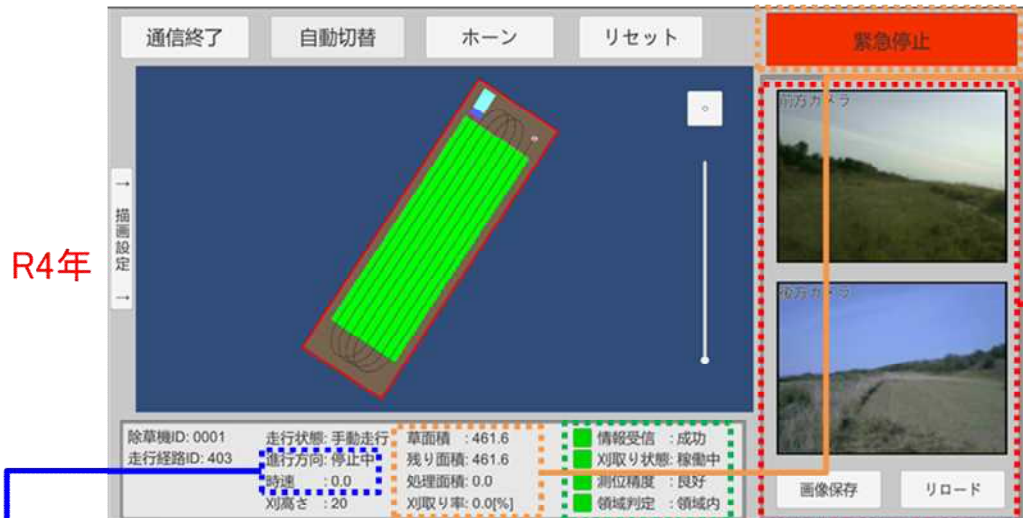 通信終了
自動切替
ホーン
リセット
緊急停止
前方カメラ
R4年
→ 描画設定 →
後方カメラ
除草機ID: 0001
走行経路ID: 403
走行状態: 手動走行
進行方向: 停止中
時速 : 0.0
刈高さ : 20
草面積 : 461.6
残り面積: 461.6
処理面積: 0.0
刈取り率: 0.0[%]
情報受信 : 成功
刈取り状態: 稼働中
測位精度 : 良好
領域判定 : 領域内
画像保存
リロード